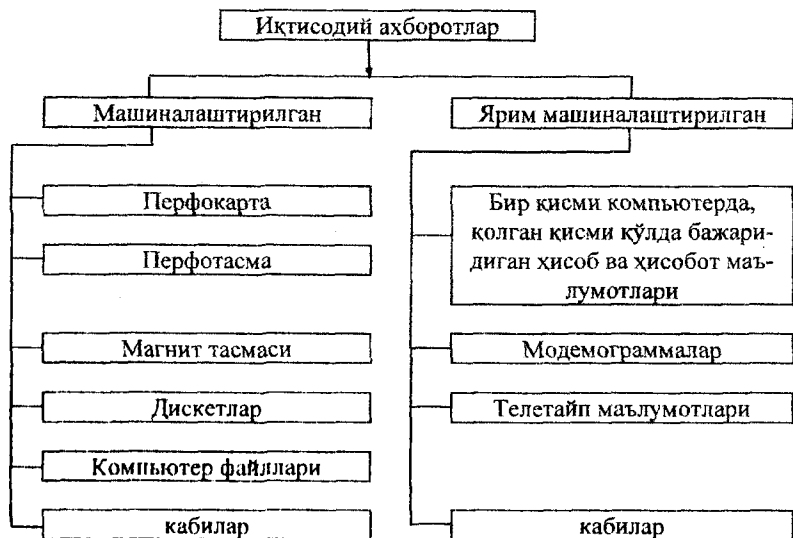 Иқтисодий ахборотлар
Машиналаштирилган
Перфокарта
Перфотасма
Магнит тасмаси
Дискетлар
Компьютер файллари
кабилар
Ярим машиналаштирилган
Бир қисми компьютерда,
қолган қисми қўлда бажари-
диган ҳисоб ва ҳисобот маъ-
лумотлари
Модемограммалар
Телетайп маълумотлари
кабилар